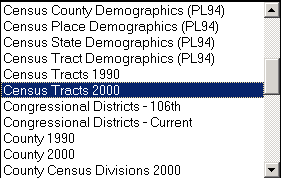 Census County Demographics (PL94)
Census Place Demographics (PL94)
Census State Demographics (PL94)
Census Tract Demographics (PL94)
Census Tracts 1990
Census Tracts 2000
Congressional Districts - 106th
Congressional Districts - Current
County 1990
County 2000
County Census Divisions 2000